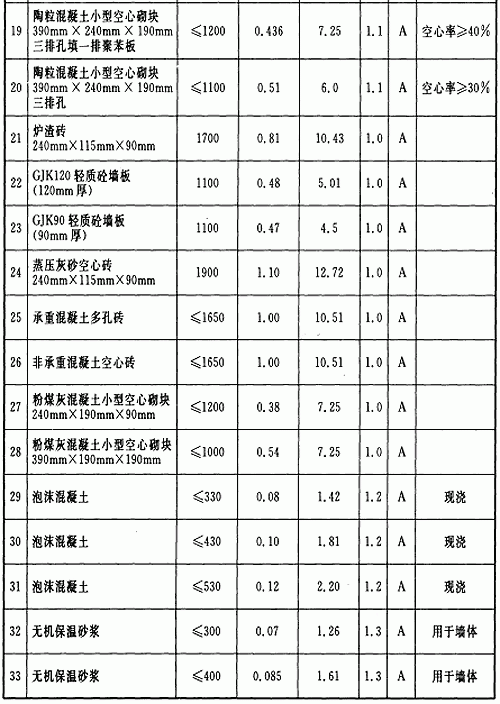 19 陶粒混凝土小型空心砌块 390mm×240mm×190mm 三排孔填一排聚苯板 ≤1200 0.436 7.25 1.1 A 空心率≥40%
20 陶粒混凝土小型空心砌块 390mm×240mm×190mm 三排孔 ≤1100 0.51 6.0 1.1 A 空心率≥30%
21 炉渣砖 240mm×115mm×90mm 1700 0.81 10.43 1.0 A
22 GJK120轻质砼墙板 (120mm厚) 1100 0.48 5.01 1.0 A
23 GJK90轻质砼墙板 (90mm厚) 1100 0.47 4.5 1.0 A
24 蒸压灰砂空心砖 240mm×115mm×90mm 1900 1.10 12.72 1.0 A
25 承重混凝土多孔砖 ≤1650 1.00 10.51 1.0 A
26 非承重混凝土空心砖 ≤1650 1.00 10.51 1.0 A
27 粉煤灰混凝土小型空心砌块 240mm×190mm×90mm ≤1200 0.38 7.25 1.0 A
28 粉煤灰混凝土小型空心砌块 390mm×190mm×190mm ≤1000 0.54 7.25 1.0 A
29 泡沫混凝土 ≤330 0.08 1.42 1.2 A 现浇
30 泡沫混凝土 ≤430 0.10 1.81 1.2 A 现浇
31 泡沫混凝土 ≤530 0.12 2.20 1.2 A 现浇
32 无机保温砂浆 ≤300 0.07 1.26 1.3 A 用于墙体
33 无机保温砂浆 ≤400 0.085 1.61 1.3 A 用于墙体